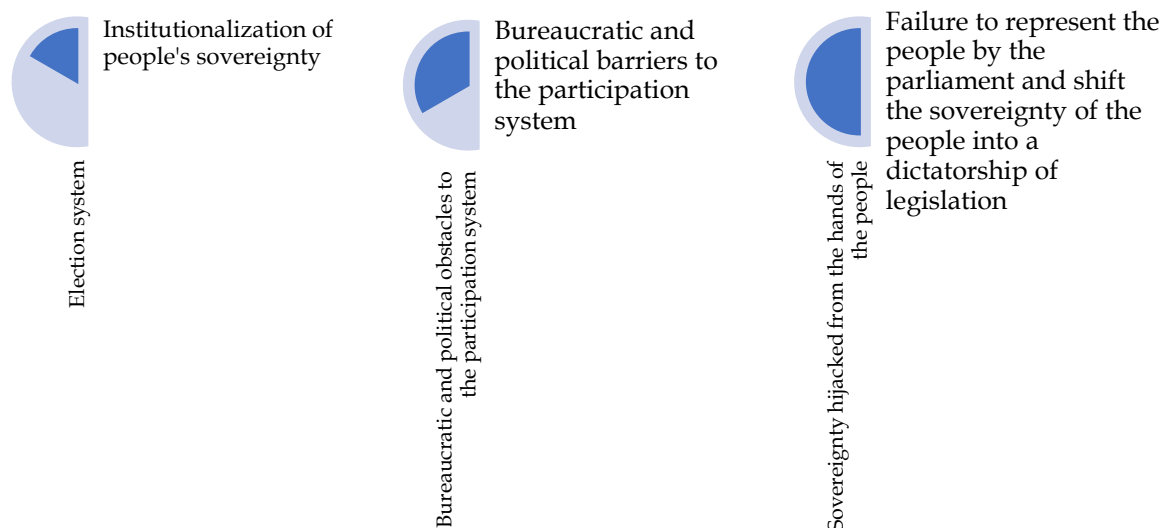 Institutionalization of
people's sovereignty
Election system
Bureaucratic and
political barriers to
the participation
system
Bureaucratic and political obstacles to
the participation system
Failure to represent the
people by the
parliament and shift
the sovereignty of the
people into a
dictatorship of
legislation
Sovereignty hijacked from the hands of
the people